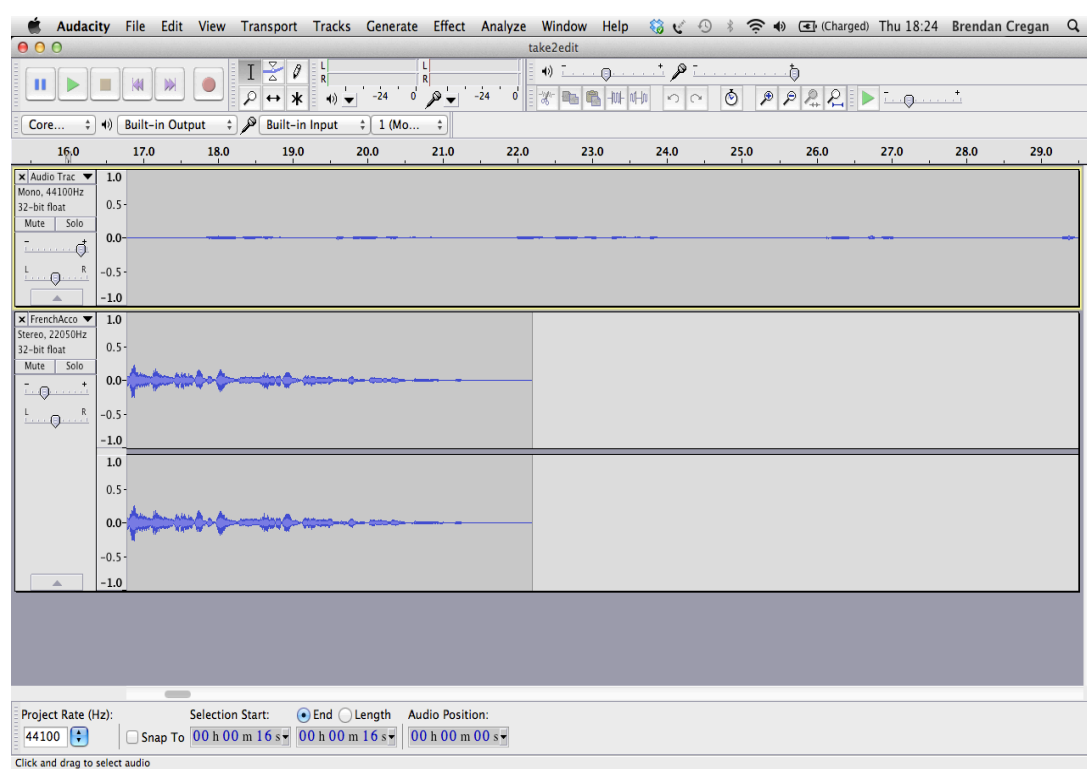 Audacity File Edit View Transport Tracks Generate Effect Analyze Window Help (Charged) Thu 18:24 Brendan Cregan
take2edit
L L
R R
-24 0 -24 0
Core... Built-in Output Built-in Input 1 (Mo...
16.0 17.0 18.0 19.0 20.0 21.0 22.0 23.0 24.0 25.0 26.0 27.0 28.0 29.0
Audio Trac 1.0
Mono, 44100Hz
32-bit float 0.5
Mute Solo
- + 0.0
L R -0.5
-1.0
FrenchAcco 1.0
Stereo, 22050Hz
32-bit float 0.5
Mute Solo
- + 0.0
L R -0.5
-1.0
1.0
0.5
0.0
-0.5
-1.0
Project Rate (Hz): Selection Start: End Length Audio Position:
44100 Snap To 00 h 00 m 16 s 00 h 00 m 16 s 00 h 00 m 00 s
Click and drag to select audio